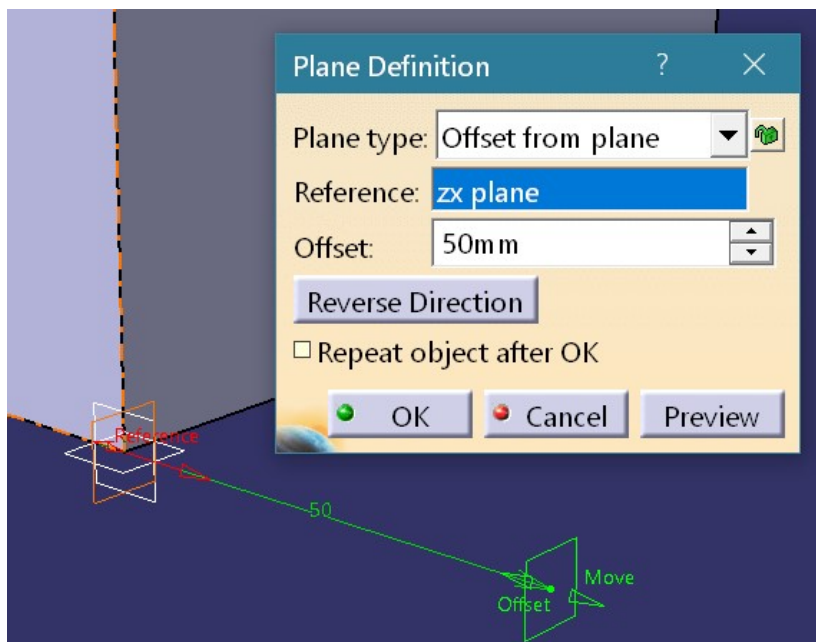 Plane Definition ? ×
Plane type: Offset from plane
Reference: zx plane
Offset: 50mm
Reverse Direction
Repeat object after OK
OK Cancel Preview
Reference
50
Move
Offset